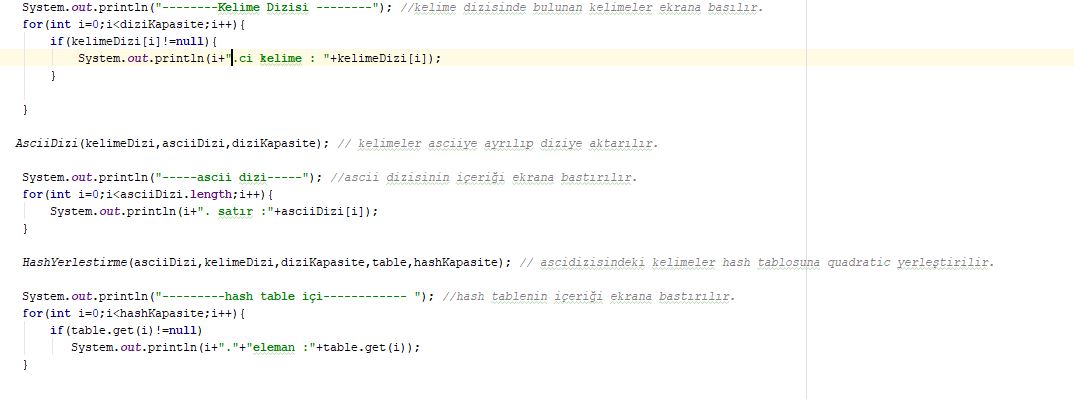 System.out.println("--------Kelime Dizisi --------"); //kelime dizisinde bulunan kelimeler ekrana basılır.
for(int i=0;i<diziKapasite;i++){
if(kelimeDizi[i]!=null){
System.out.println(i+".ci kelime : "+kelimeDizi[i]);
}
}
AsciiDizi(kelimeDizi,asciiDizi,diziKapasite); // kelimeler asciiye ayrılıp diziye aktarılır.
System.out.println("-----ascii dizi-----"); //ascii dizisinin içeriği ekrana bastırılır.
for(int i=0;i<asciiDizi.length;i++){
System.out.println(i+". satır :"+asciiDizi[i]);
}
HashYerlestirme(asciiDizi,kelimeDizi,diziKapasite,table,hashKapasite); // ascidizisindeki kelimeler hash tablosuna quadratic yerleştirilir.
System.out.println("---------hash table içi------------ "); //hash tablenin içeriği ekrana bastırılır.
for(int i=0;i<hashKapasite;i++){
if(table.get(i)!=null)
System.out.println(i+"."+"eleman :"+table.get(i));
}